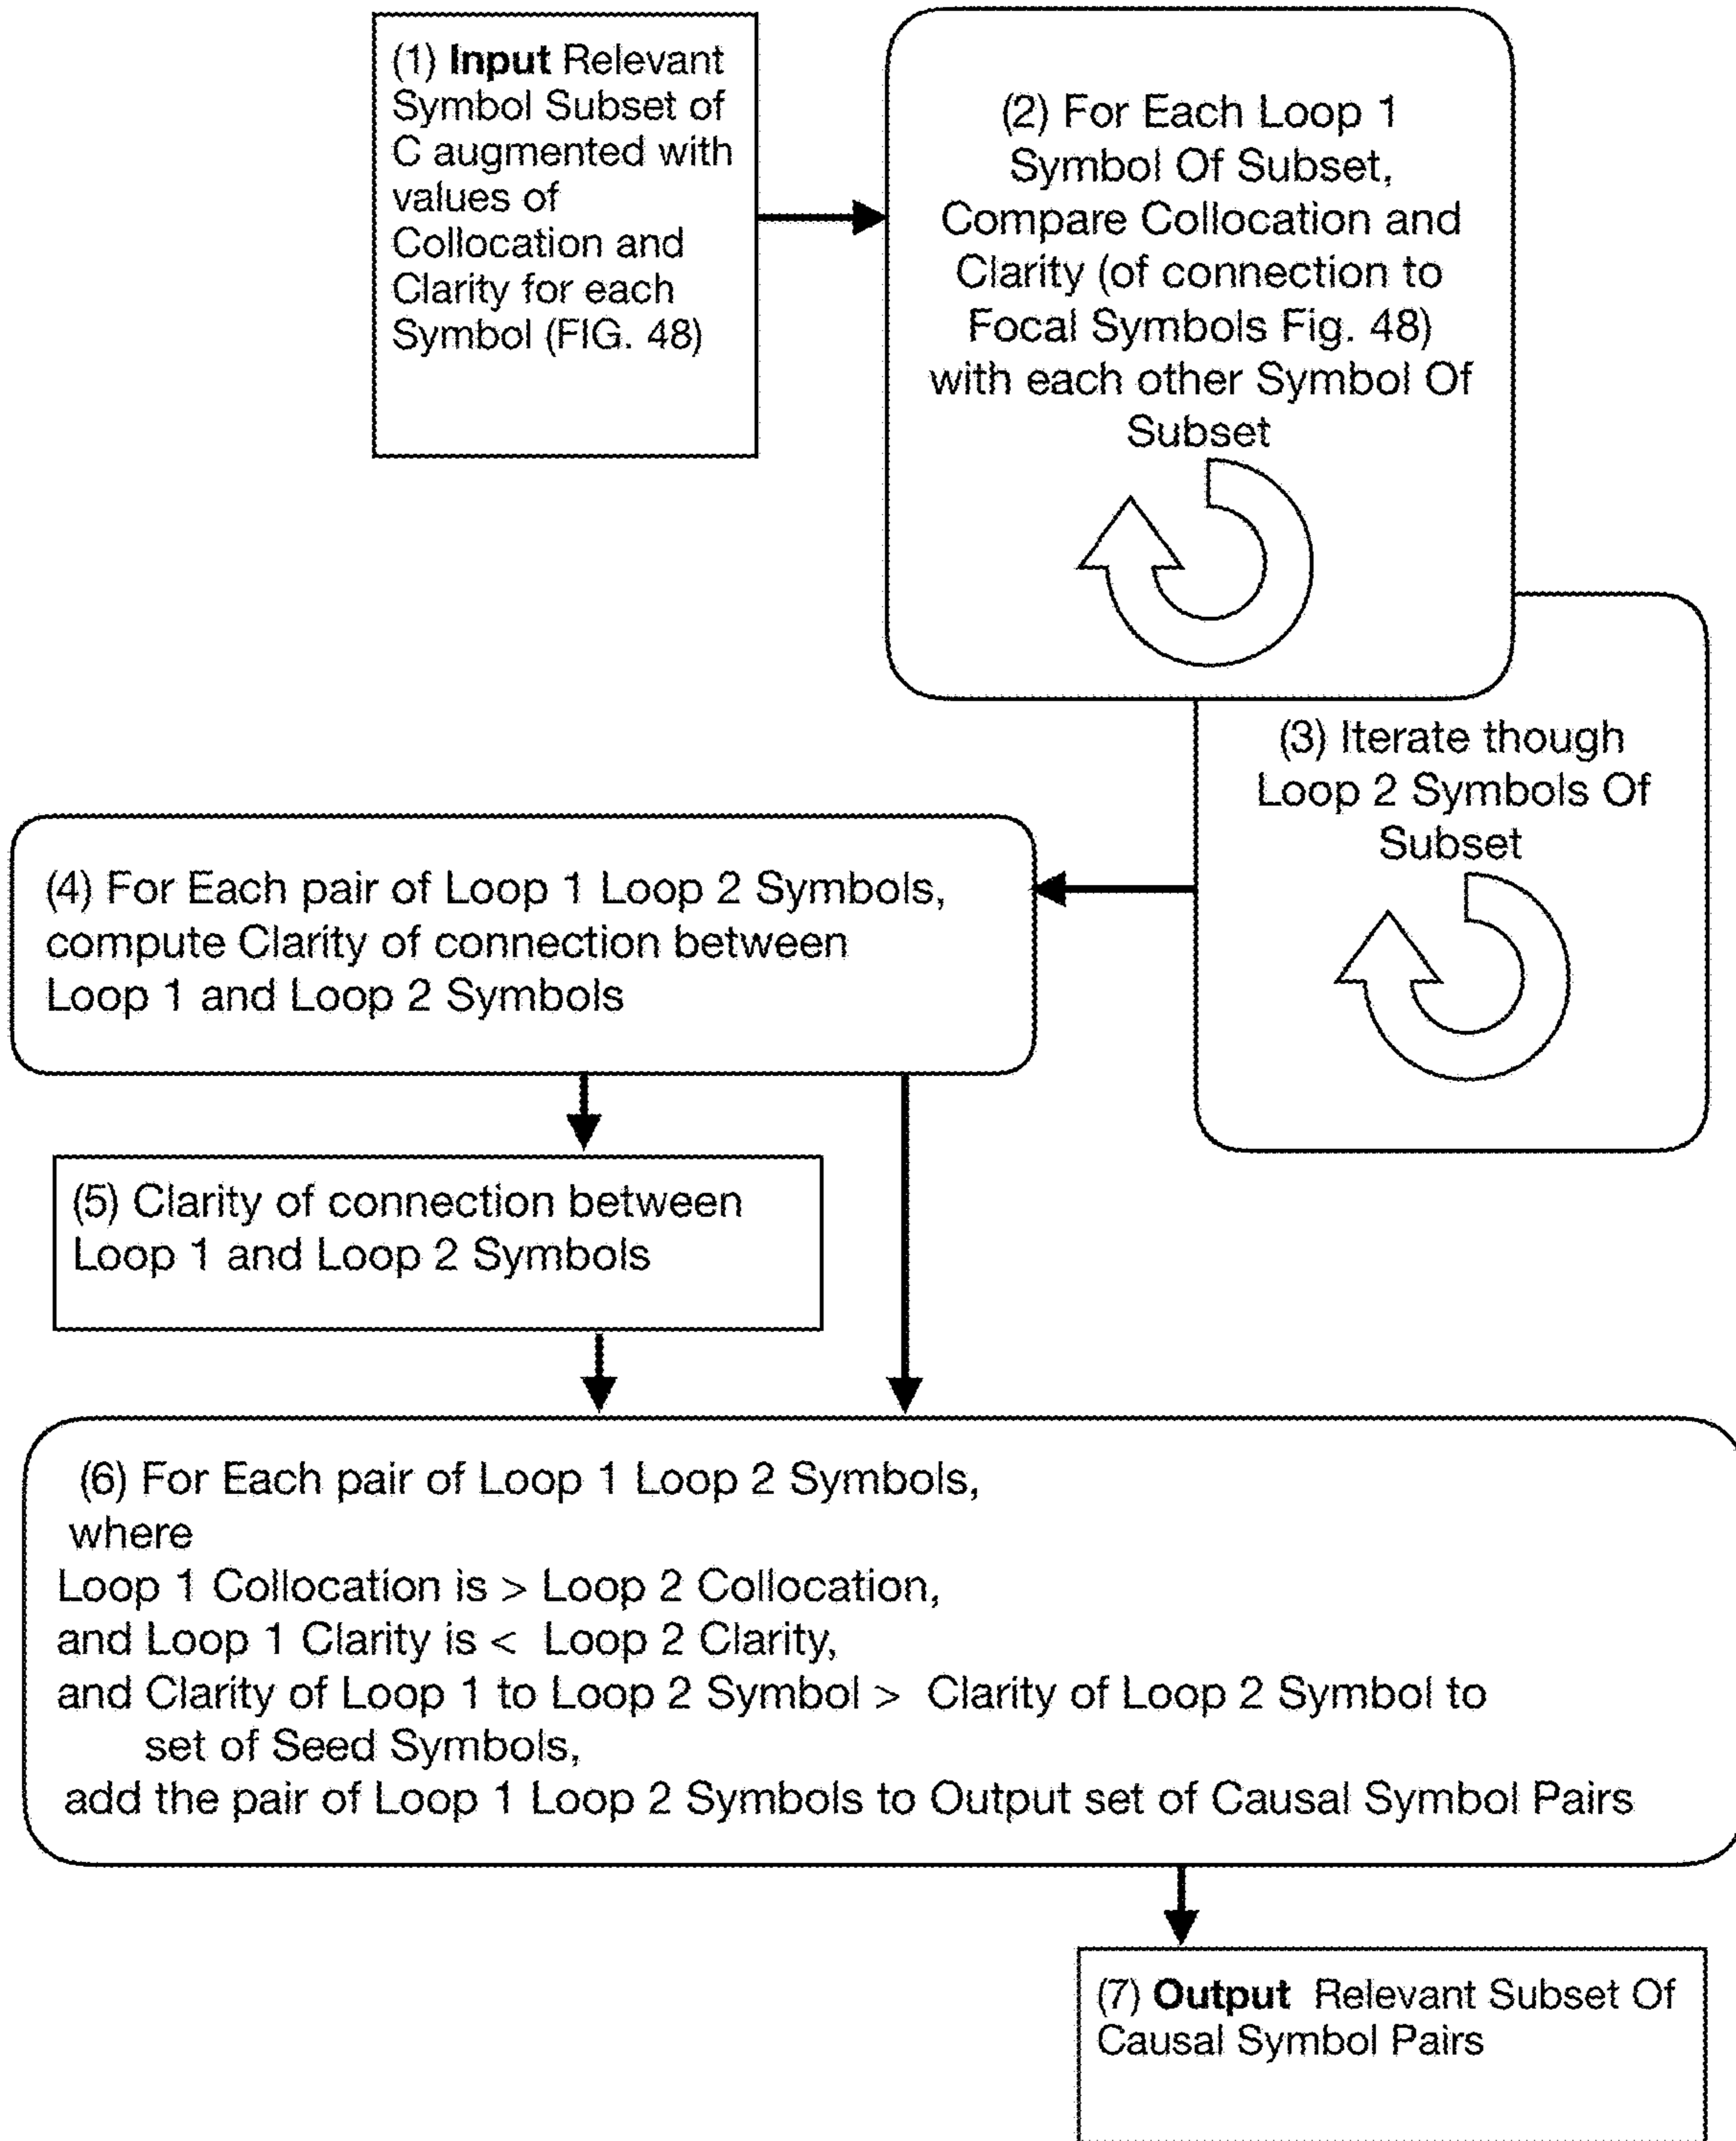 (1) Input Relevant
Symbol Subset of
C augmented with
values of
Collocation and
Clarity for each
Symbol (FIG. 48)
(2) For Each Loop 1
Symbol Of Subset,
Compare Collocation and
Clarity (of connection to
Focal Symbols Fig. 48)
with each other Symbol Of
Subset
(3) Iterate though
Loop 2 Symbols Of
Subset
(4) For Each pair of Loop 1 Loop 2 Symbols,
compute Clarity of connection between
Loop 1 and Loop 2 Symbols
(5) Clarity of connection between
Loop 1 and Loop 2 Symbols
(6) For Each pair of Loop 1 Loop 2 Symbols,
where
Loop 1 Collocation is > Loop 2 Collocation,
and Loop 1 Clarity is < Loop 2 Clarity,
and Clarity of Loop 1 to Loop 2 Symbol > Clarity of Loop 2 Symbol to
set of Seed Symbols,
add the pair of Loop 1 Loop 2 Symbols to Output set of Causal Symbol Pairs
(7) Output Relevant Subset Of
Causal Symbol Pairs